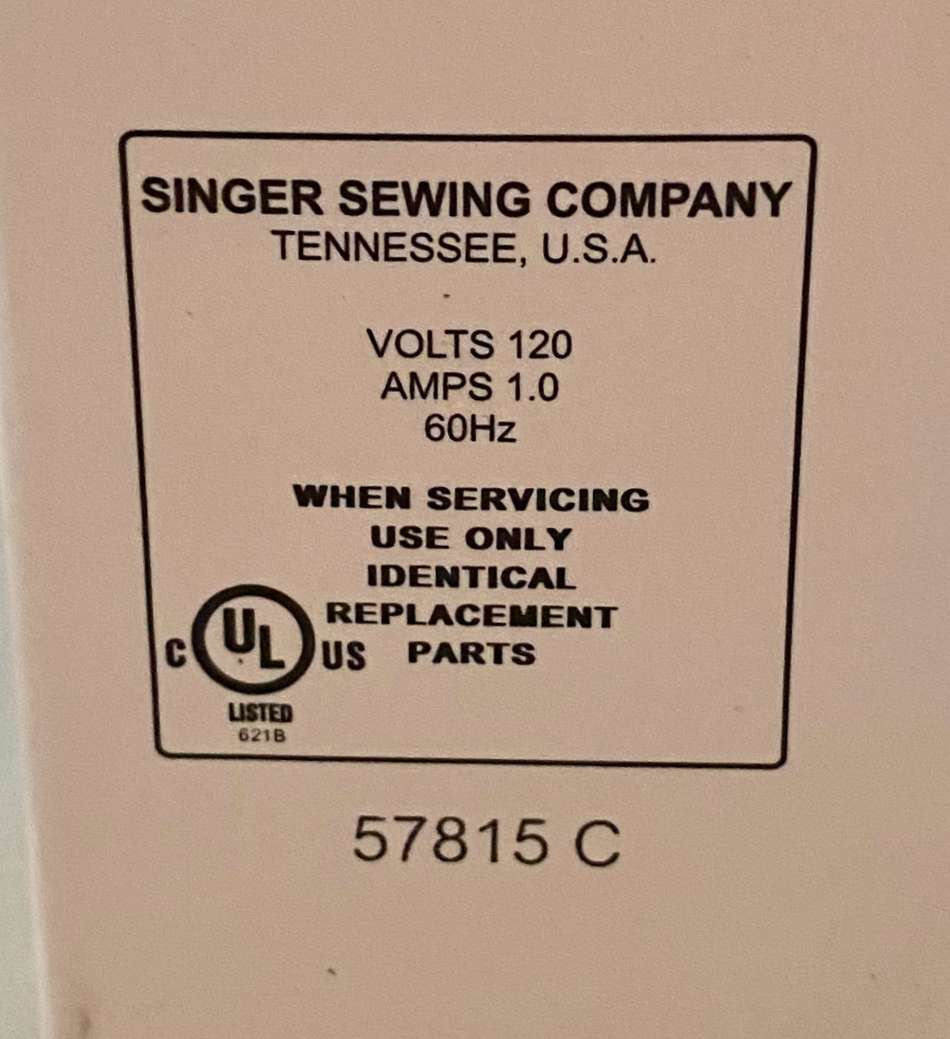 SINGER SEWING COMPANY
TENNESSEE, U.S.A.
VOLTS 120
AMPS 1.0
60Hz
WHEN SERVICING
USE ONLY
IDENTICAL
REPLACEMENT
PARTS
C UL US
LISTED
621B
57815 C